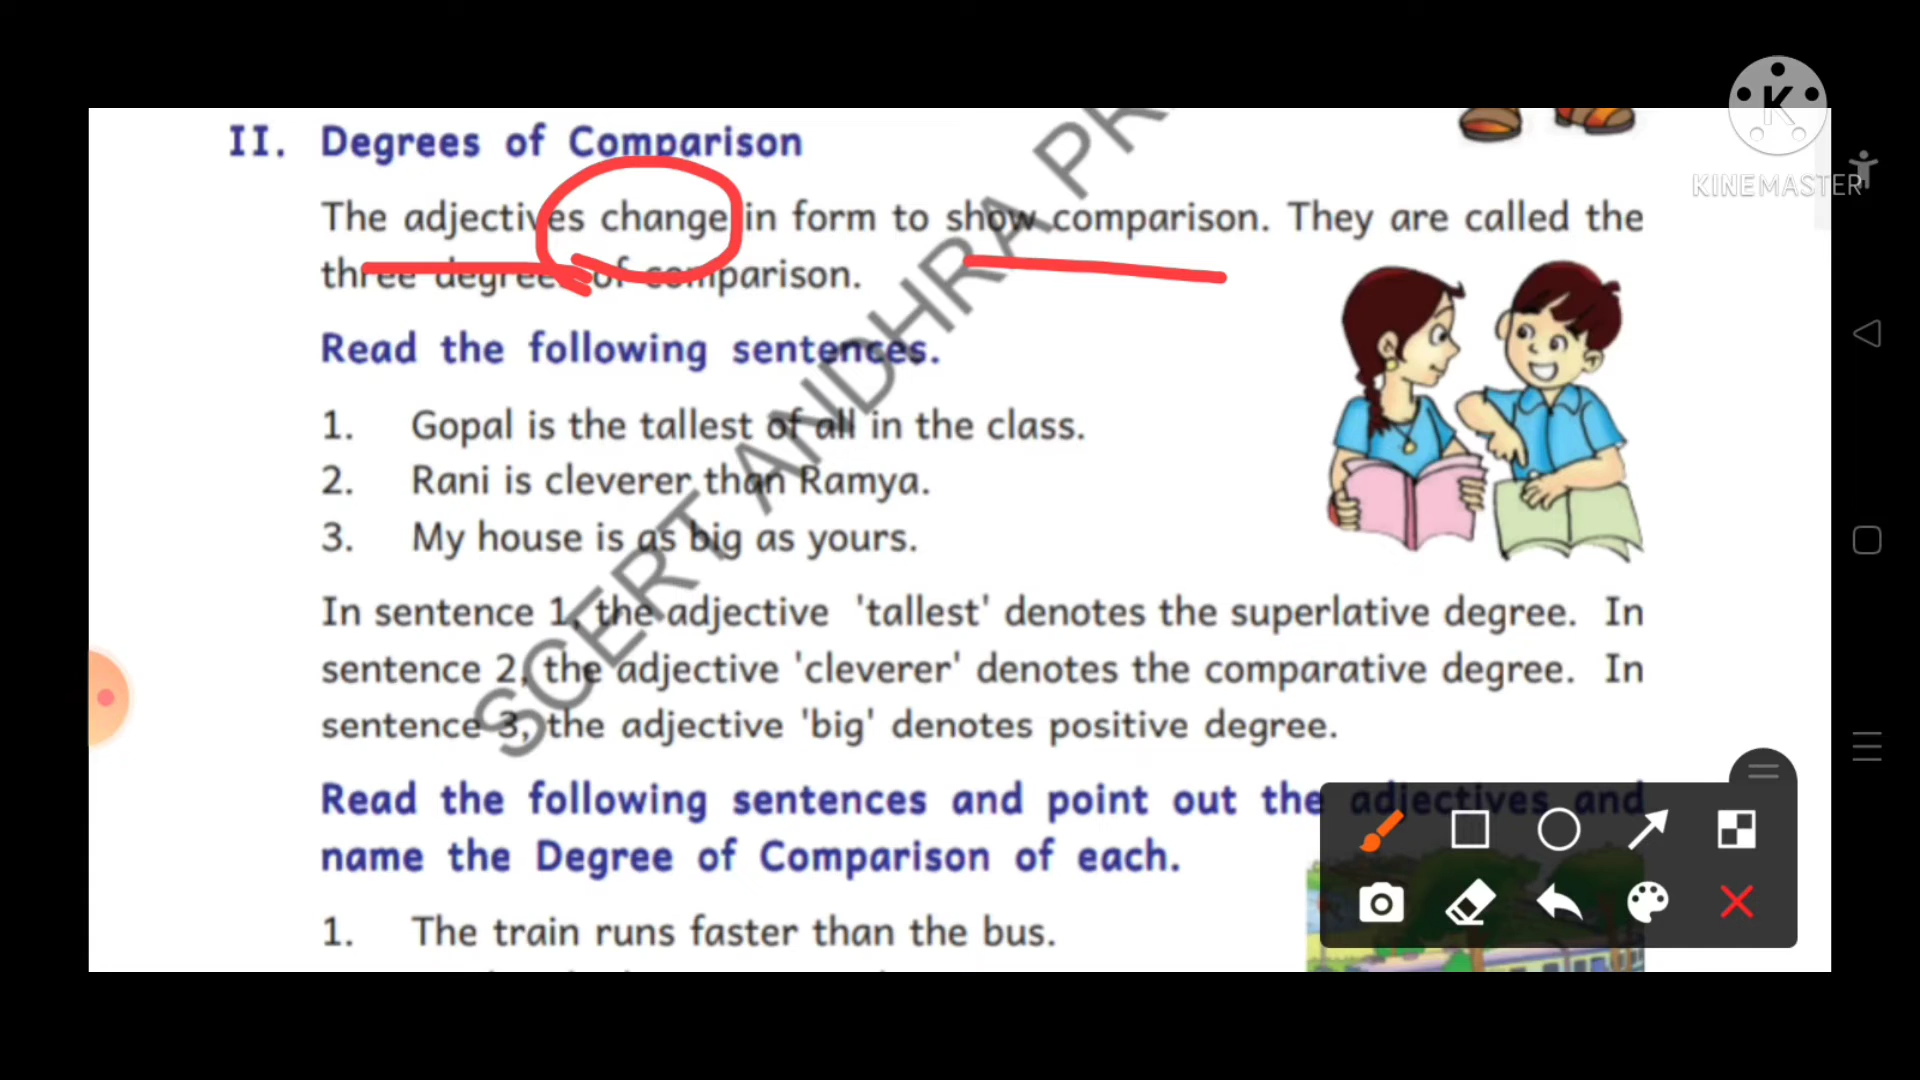 II. Degrees of Comparison
The adjectives change in form to show comparison. They are called the
three degrees of comparison.
Read the following sentences.
1. Gopal is the tallest of all in the class.
2. Rani is cleverer than Ramya.
3. My house is as big as yours.
In sentence 1, the adjective 'tallest' denotes the superlative degree. In
sentence 2, the adjective 'cleverer' denotes the comparative degree. In
sentence 3, the adjective 'big' denotes positive degree.
Read the following sentences and point out the adjectives and
name the Degree of Comparison of each.
1. The train runs faster than the bus.
SCERT ANDHRA PR
K
KINEMASTER